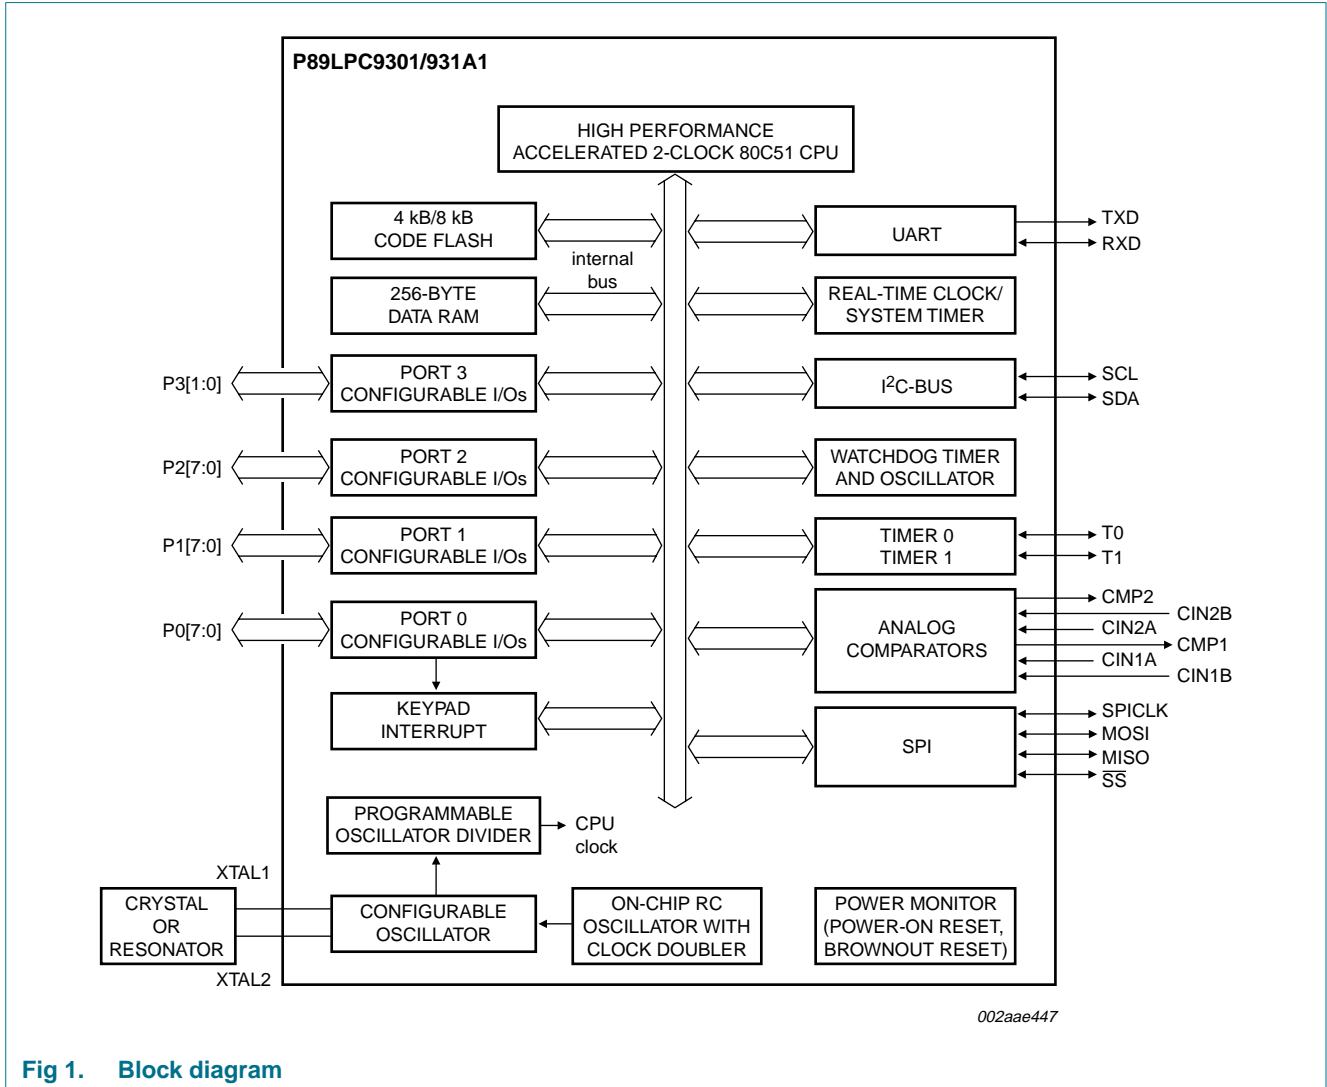 P89LPC9301/931A1
HIGH PERFORMANCE
ACCELERATED 2-CLOCK 80C51 CPU
4 kB/8 kB
CODE FLASH
internal
bus
256-BYTE
DATA RAM
P3[1:0]
PORT 3
CONFIGURABLE I/Os
P2[7:0]
PORT 2
CONFIGURABLE I/Os
P1[7:0]
PORT 1
CONFIGURABLE I/Os
P0[7:0]
PORT 0
CONFIGURABLE I/Os
KEYPAD
INTERRUPT
PROGRAMMABLE
OSCILLATOR DIVIDER
CPU
clock
XTAL1
CRYSTAL
OR
RESONATOR
XTAL2
CONFIGURABLE
OSCILLATOR
ON-CHIP RC
OSCILLATOR WITH
CLOCK DOUBLER
UART
TXD
RXD
REAL-TIME CLOCK/
SYSTEM TIMER
I2C-BUS
SCL
SDA
WATCHDOG TIMER
AND OSCILLATOR
TIMER 0
TIMER 1
T0
T1
ANALOG
COMPARATORS
CMP2
CIN2B
CIN2A
CMP1
CIN1A
CIN1B
SPI
SPICLK
MOSI
MISO
SS
POWER MONITOR
(POWER-ON RESET,
BROWNOUT RESET)
002aae447
Fig 1. Block diagram